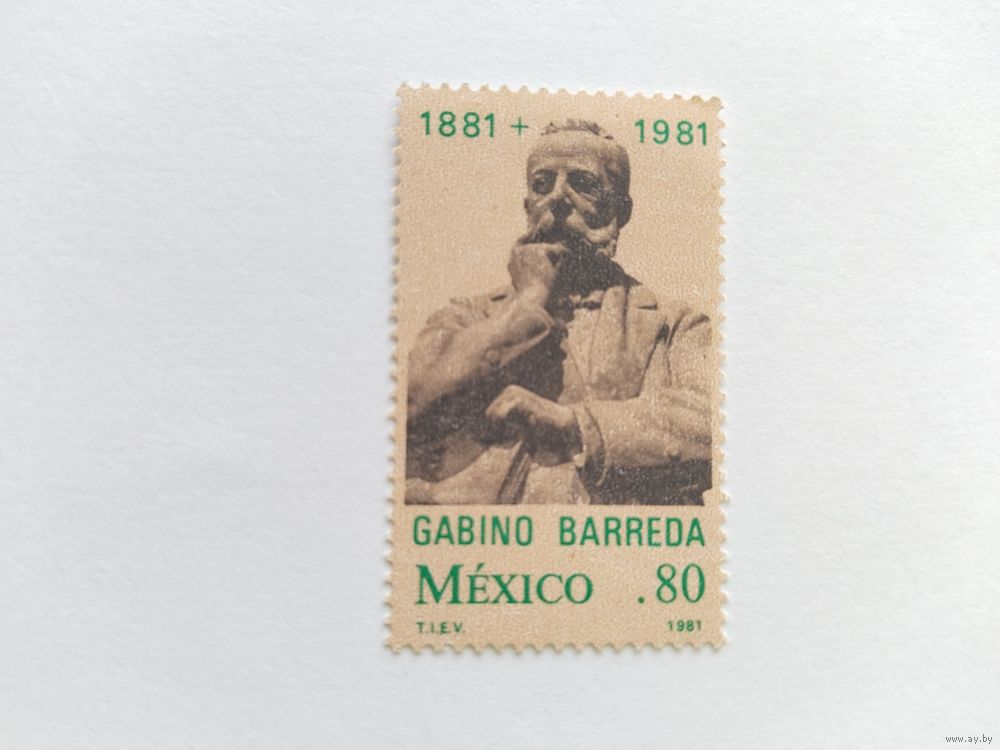 1881 + 1981
GABINO BARREDA
MÉXICO .80
T.I.E.V. 1981
www.ay.by